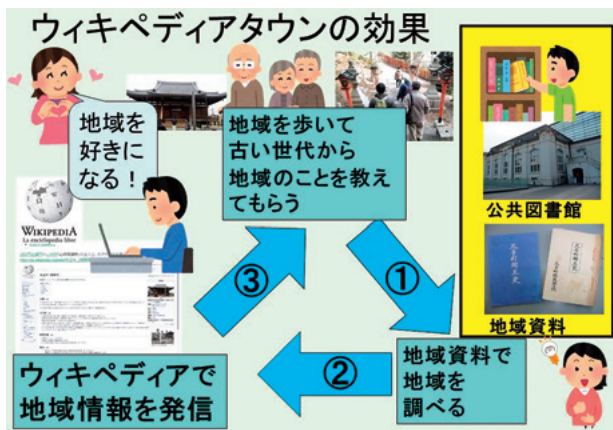 ウィキペディアタウンの効果
地域を
好きに
なる！
地域を歩いて
古い世代から
地域のことを教え
てもらう
公共図書館
地域資料
WIKIPEDIA
La enciclopedia libre
③
①
②
ウィキペディアで
地域情報を発信
地域資料で
地域を
調べる